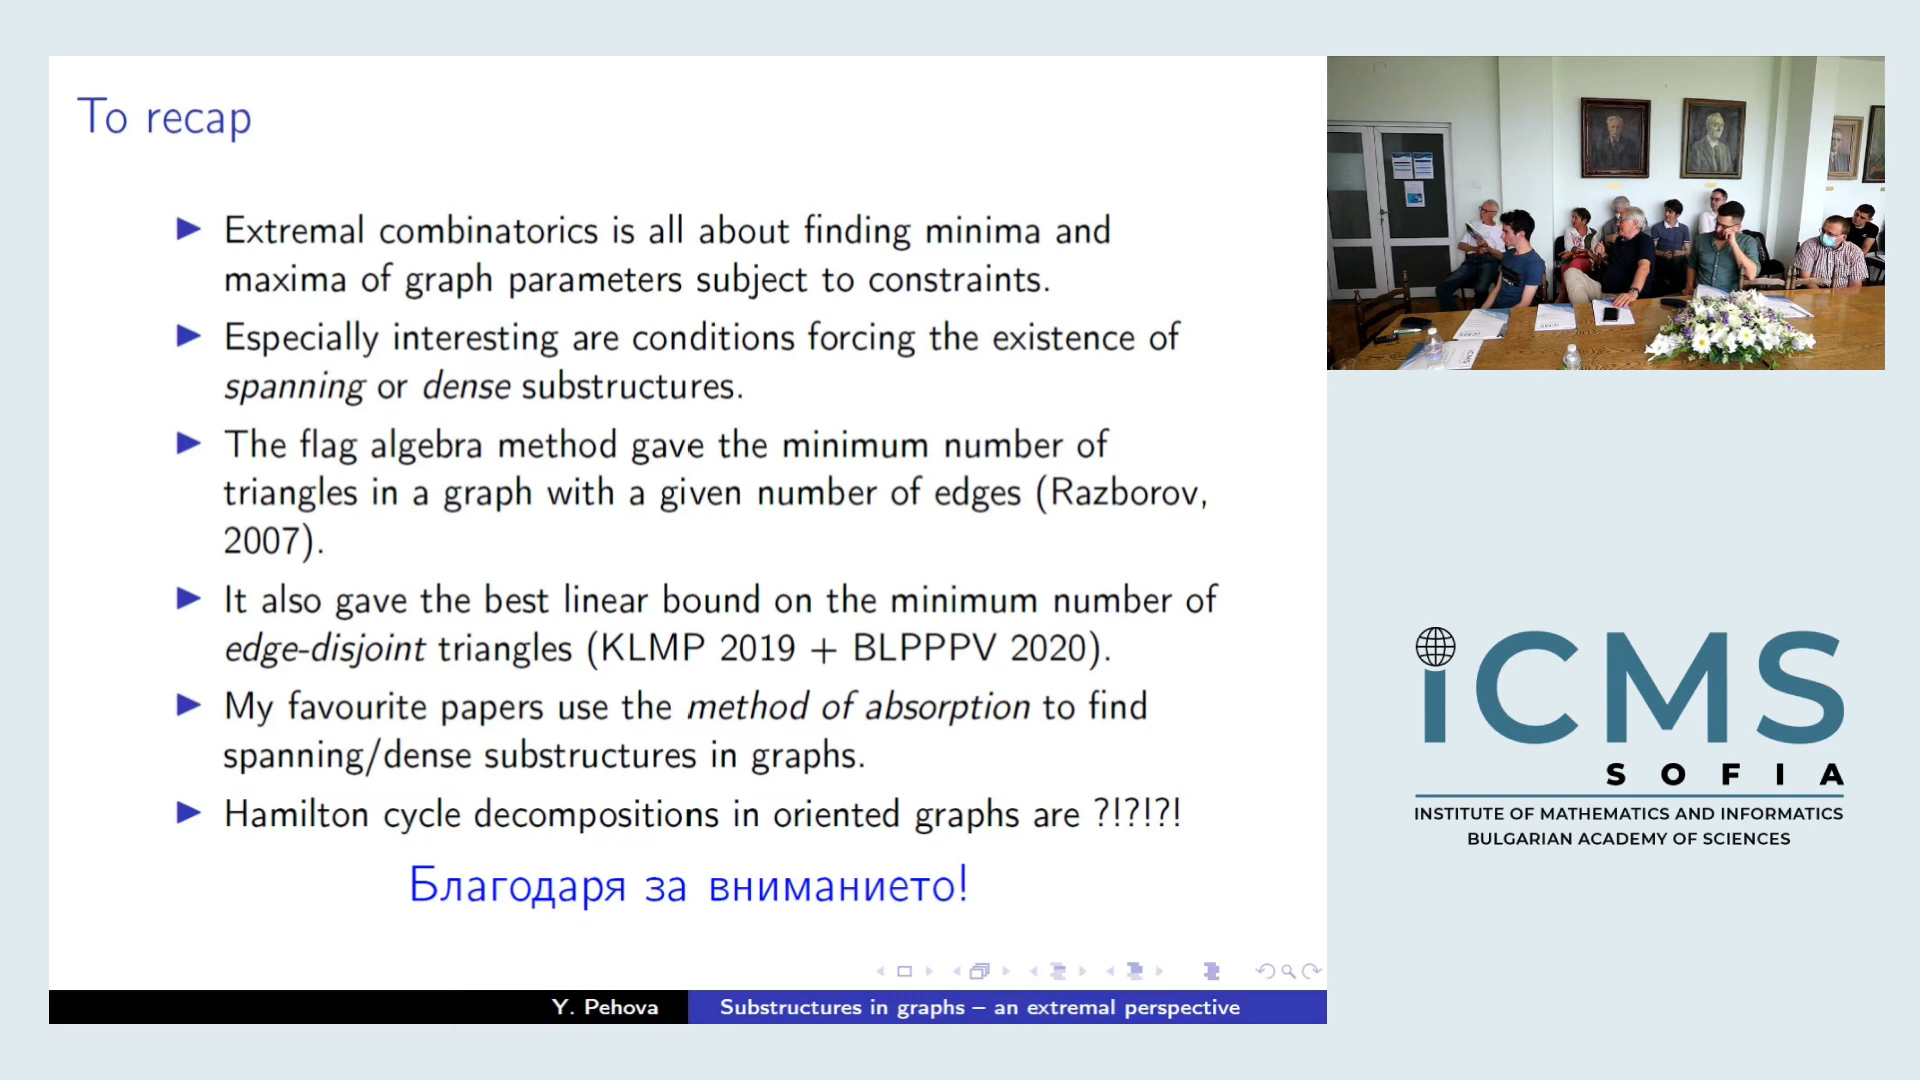 To recap
Extremal combinatorics is all about finding minima and
maxima of graph parameters subject to constraints.
Especially interesting are conditions forcing the existence of
spanning or dense substructures.
The flag algebra method gave the minimum number of
triangles in a graph with a given number of edges (Razborov,
2007).
It also gave the best linear bound on the minimum number of
edge-disjoint triangles (KLMP 2019 + BLPPPV 2020).
My favourite papers use the method of absorption to find
spanning/dense substructures in graphs.
Hamilton cycle decompositions in oriented graphs are ?!?!?!
Благодаря за вниманието!
Y. Pehova
Substructures in graphs – an extremal perspective
iCMS
SOFIA
INSTITUTE OF MATHEMATICS AND INFORMATICS
BULGARIAN ACADEMY OF SCIENCES